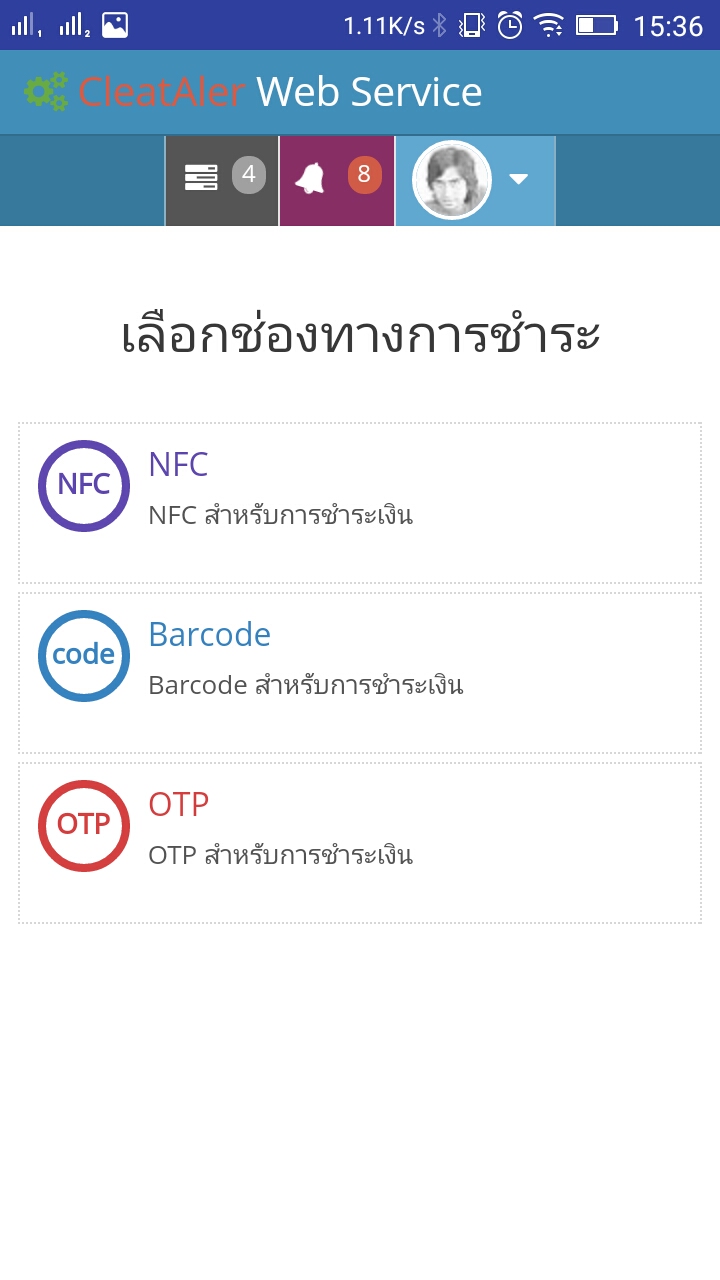 1 2 1.11K/s 15:36
CleatAler Web Service
4 8
เลือกช่องทางการชำระ
NFC NFC
NFC สำหรับการชำระเงิน
code Barcode
Barcode สำหรับการชำระเงิน
OTP OTP
OTP สำหรับการชำระเงิน